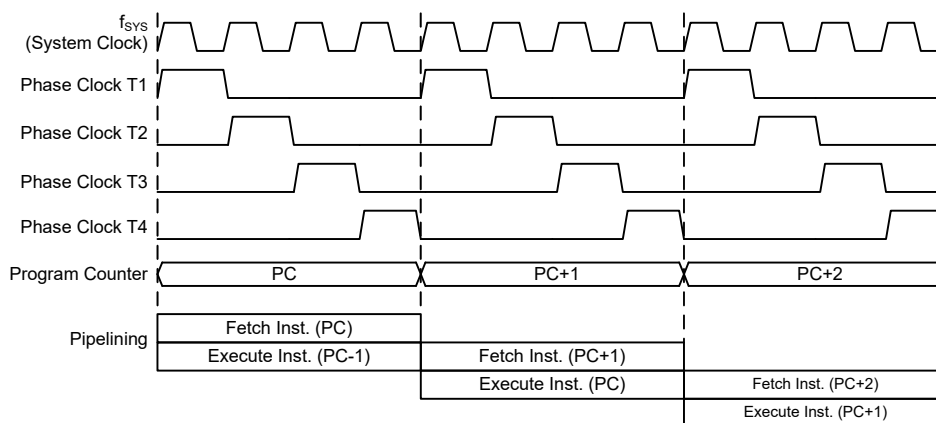 fSYS
(System Clock)
Phase Clock T1
Phase Clock T2
Phase Clock T3
Phase Clock T4
Program Counter PC PC+1 PC+2
Pipelining
Fetch Inst. (PC)
Execute Inst. (PC-1) Fetch Inst. (PC+1)
Execute Inst. (PC) Fetch Inst. (PC+2)
Execute Inst. (PC+1)